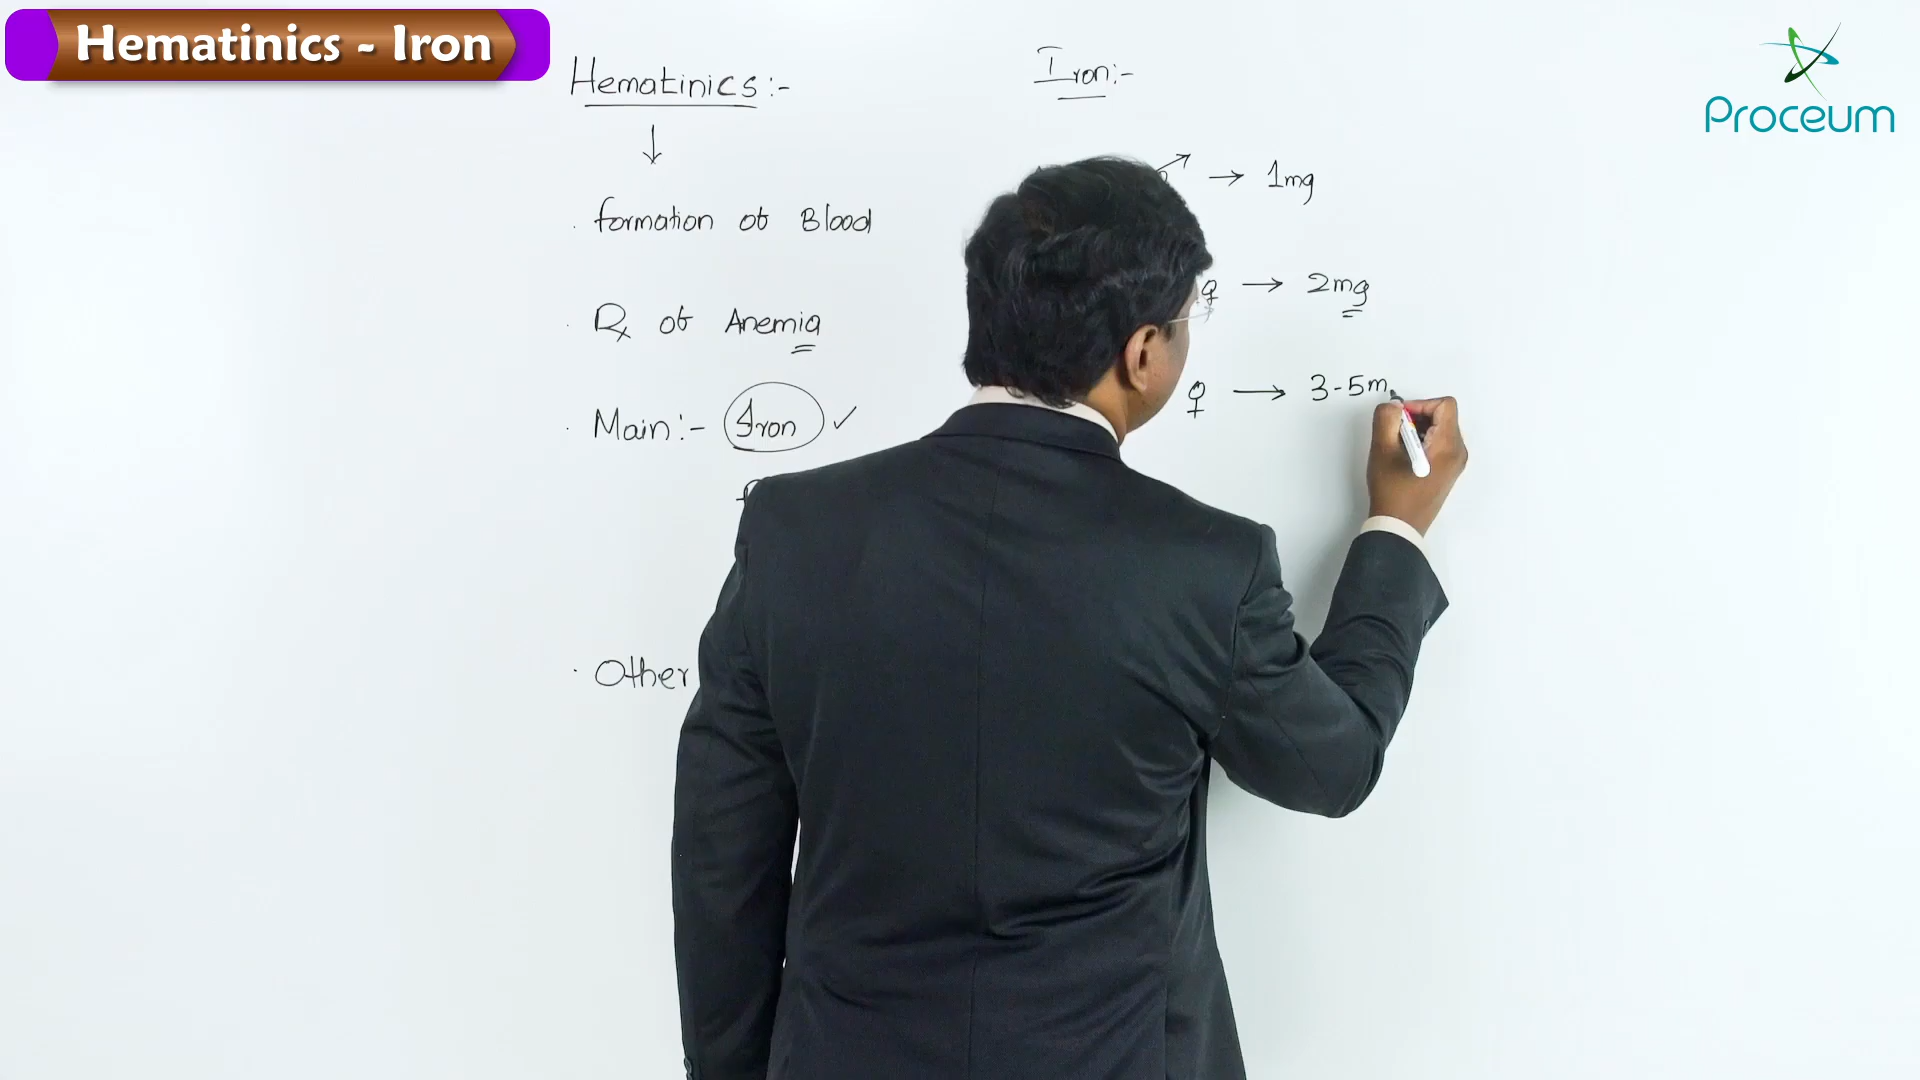 Hematinics - Iron
Proceum
Hematinics:-
↓
. formation of Blood
. Rx of Anemia
. Main:- Iron ✓
. Other
Iron:-
→ 1mg
♀ → 2mg
♀ → 3-5m